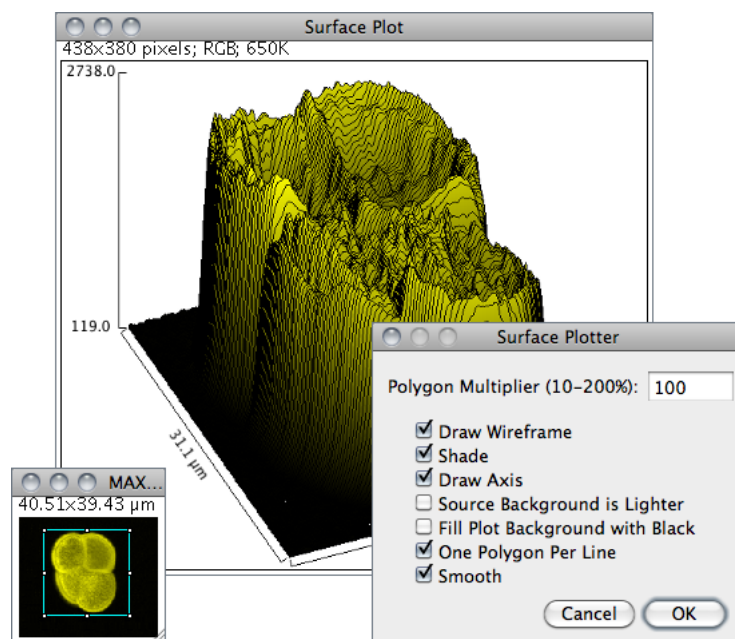 Surface Plot
438x380 pixels; RGB; 650K
2738.0
119.0
31.1 µm
MAX...
40.51x39.43 µm
Surface Plotter
Polygon Multiplier (10–200%): 100
Draw Wireframe
Shade
Draw Axis
Source Background is Lighter
Fill Plot Background with Black
One Polygon Per Line
Smooth
Cancel OK